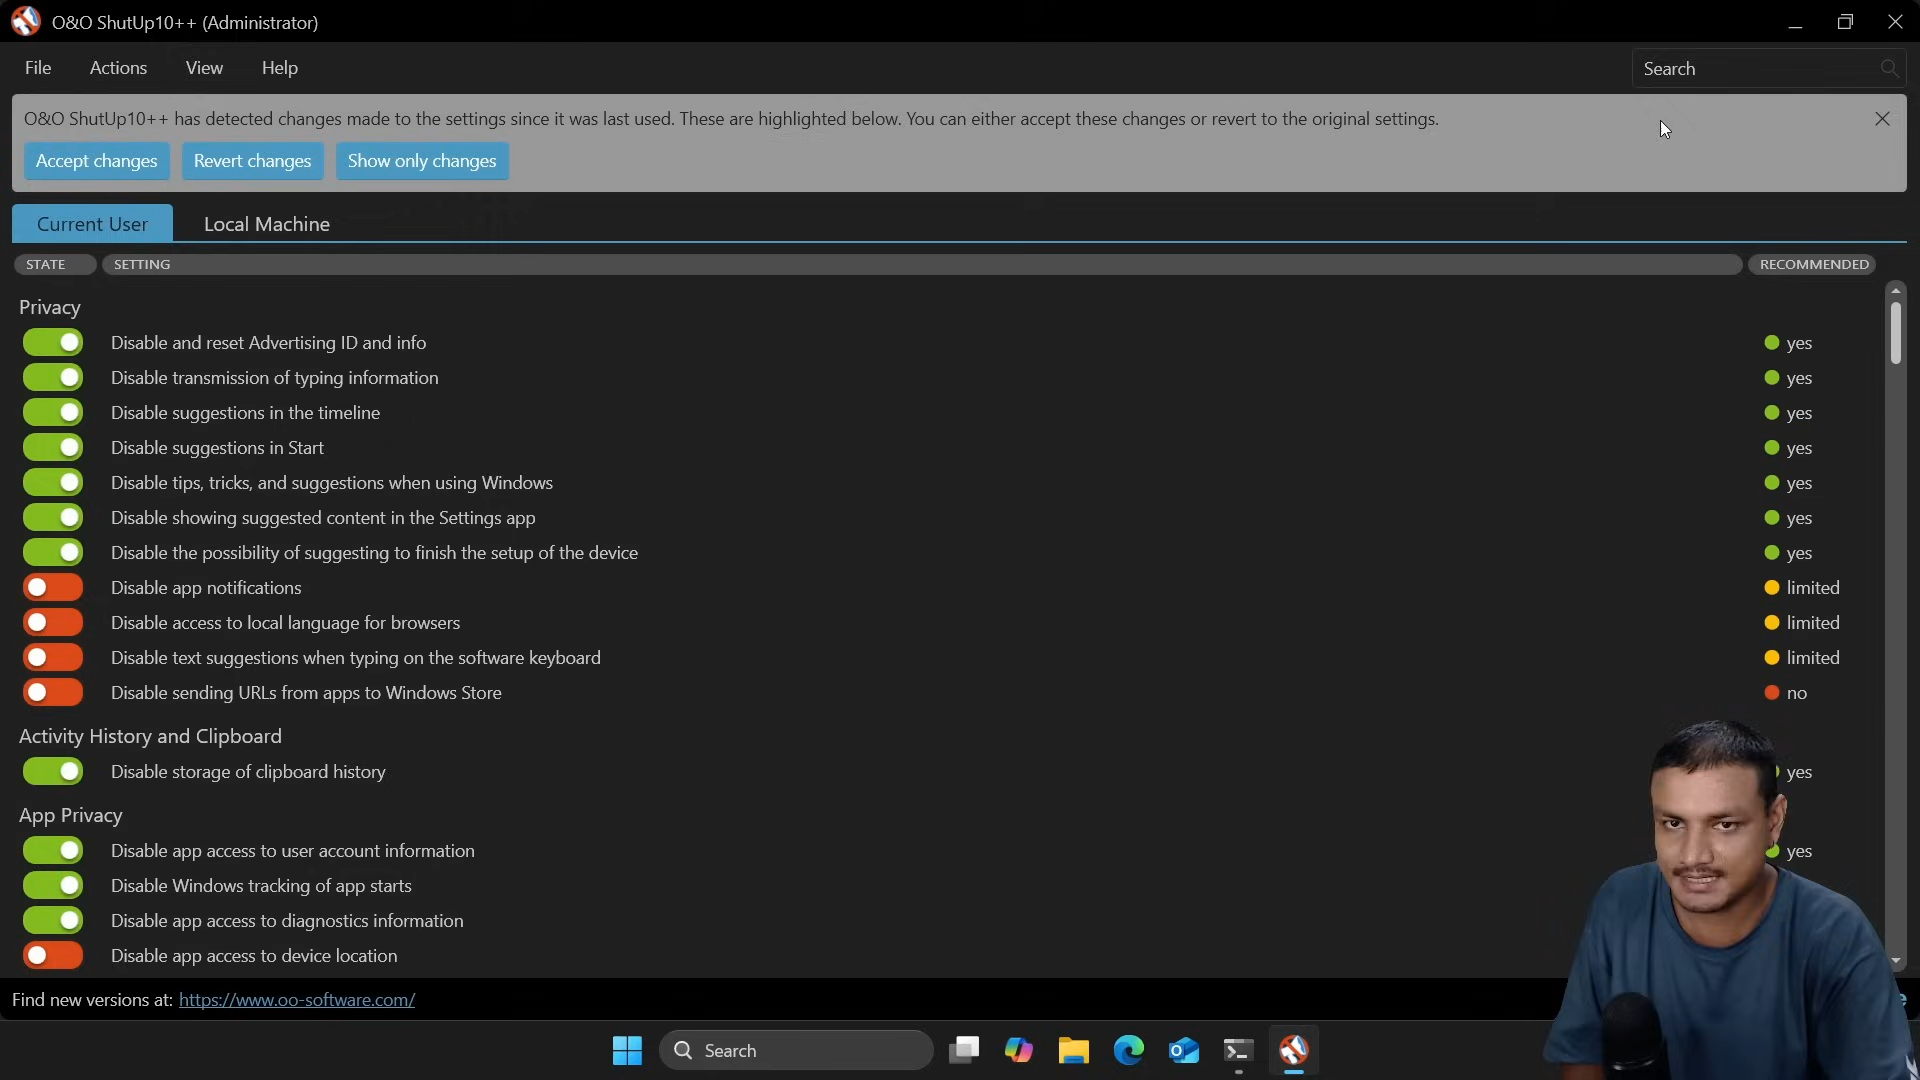 O&O ShutUp10++ (Administrator)
File Actions View Help Search
O&O ShutUp10++ has detected changes made to the settings since it was last used. These are highlighted below. You can either accept these changes or revert to the original settings.
Accept changes Revert changes Show only changes
Current User Local Machine
STATE SETTING RECOMMENDED
Privacy
Disable and reset Advertising ID and info yes
Disable transmission of typing information yes
Disable suggestions in the timeline yes
Disable suggestions in Start yes
Disable tips, tricks, and suggestions when using Windows yes
Disable showing suggested content in the Settings app yes
Disable the possibility of suggesting to finish the setup of the device yes
Disable app notifications limited
Disable access to local language for browsers limited
Disable text suggestions when typing on the software keyboard limited
Disable sending URLs from apps to Windows Store no
Activity History and Clipboard
Disable storage of clipboard history yes
App Privacy
Disable app access to user account information yes
Disable Windows tracking of app starts
Disable app access to diagnostics information
Disable app access to device location
Find new versions at: https://www.oo-software.com/
Search